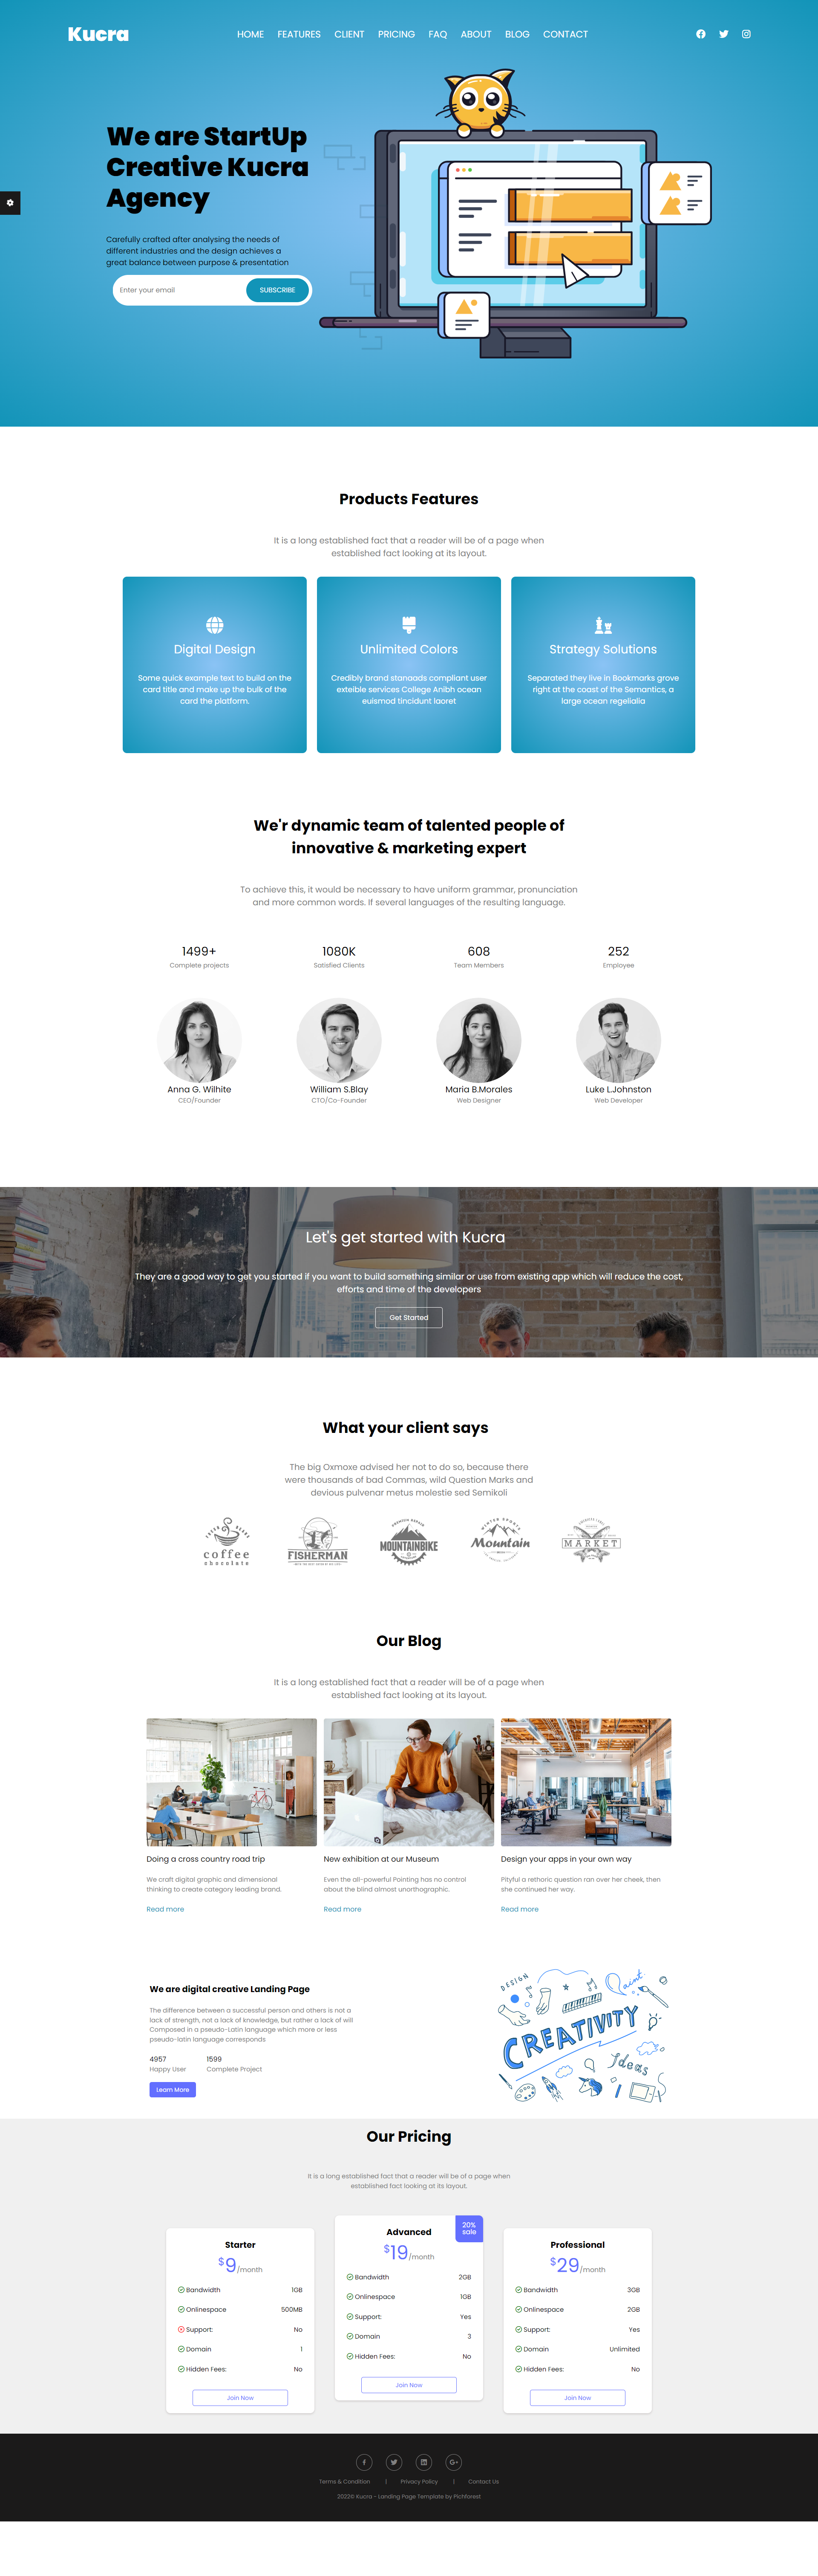 Kucra
HOME FEATURES CLIENT PRICING FAQ ABOUT BLOG CONTACT
We are StartUp
Creative Kucra
Agency
Carefully crafted after analysing the needs of
different industries and the design achieves a
great balance between purpose & presentation
Enter your email
SUBSCRIBE
Products Features
It is a long established fact that a reader will be of a page when
established fact looking at its layout.
Digital Design
Some quick example text to build on the
card title and make up the bulk of the
card the platform.
Unlimited Colors
Credibly brand stanaads compliant user
exteible services College Anibh ocean
euismod tincidunt laoret
Strategy Solutions
Separated they live in Bookmarks grove
right at the coast of the Semantics, a
large ocean regelialia
We'r dynamic team of talented people of
innovative & marketing expert
To achieve this, it would be necessary to have uniform grammar, pronunciation
and more common words. If several languages of the resulting language.
1499+
Complete projects
1080K
Satisfied Clients
608
Team Members
252
Employee
Anna G. Wilhite
CEO/Founder
William S.Blay
CTO/Co-Founder
Maria B.Morales
Web Designer
Luke L.Johnston
Web Developer
Let's get started with Kucra
They are a good way to get you started if you want to build something similar or use from existing app which will reduce the cost,
efforts and time of the developers
Get Started
What your client says
The big Oxmoxe advised her not to do so, because there
were thousands of bad Commas, wild Question Marks and
devious pulvenar metus molestie sed Semikoli
coffee
chocolate
FISHERMAN
PREMIUM REPAIR
MOUNTAINBIKE
WINTER SPORTS
Mountain
MARKET
Our Blog
It is a long established fact that a reader will be of a page when
established fact looking at its layout.
Doing a cross country road trip
We craft digital graphic and dimensional
thinking to create category leading brand.
Read more
New exhibition at our Museum
Even the all-powerful Pointing has no control
about the blind almost unorthographic.
Read more
Design your apps in your own way
Pityful a rethoric question ran over her cheek, then
she continued her way.
Read more
We are digital creative Landing Page
The difference between a successful person and others is not a
lack of strength, not a lack of knowledge, but rather a lack of will
Composed in a pseudo-Latin language which more or less
pseudo-latin language corresponds
4957
Happy User
1599
Complete Project
Learn More
DESIGN
Paint
CREATIVITY
Ideas
Our Pricing
It is a long established fact that a reader will be of a page when
established fact looking at its layout.
Starter
$9/month
Bandwidth 1GB
Onlinespace 500MB
Support: No
Domain 1
Hidden Fees: No
Join Now
20%
sale
Advanced
$19/month
Bandwidth 2GB
Onlinespace 1GB
Support: Yes
Domain 3
Hidden Fees: No
Join Now
Professional
$29/month
Bandwidth 3GB
Onlinespace 2GB
Support: Yes
Domain Unlimited
Hidden Fees: No
Join Now
Terms & Condition | Privacy Policy | Contact Us
2022© Kucra - Landing Page Template by Pichforest